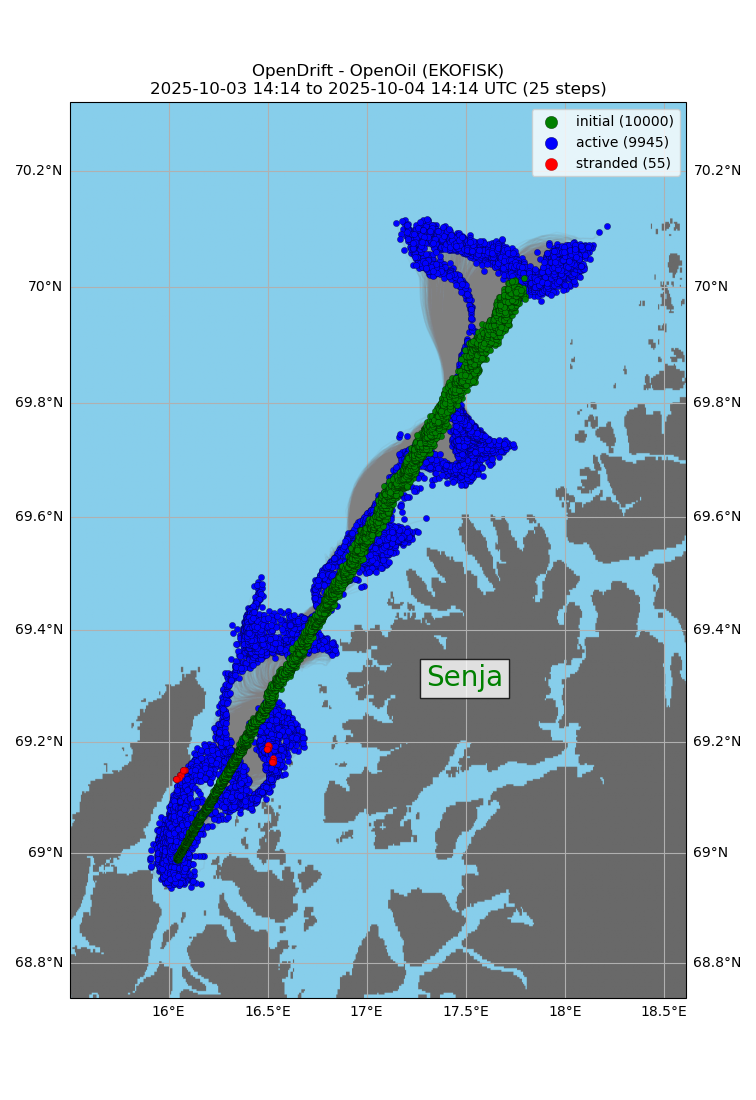 OpenDrift - OpenOil (EKOFISK)
2025-10-03 14:14 to 2025-10-04 14:14 UTC (25 steps)
initial (10000)
active (9945)
stranded (55)
70.2°N 70.2°N
70°N 70°N
69.8°N 69.8°N
69.6°N 69.6°N
69.4°N 69.4°N
Senja
69.2°N 69.2°N
69°N 69°N
68.8°N 68.8°N
16°E 16.5°E 17°E 17.5°E 18°E 18.5°E